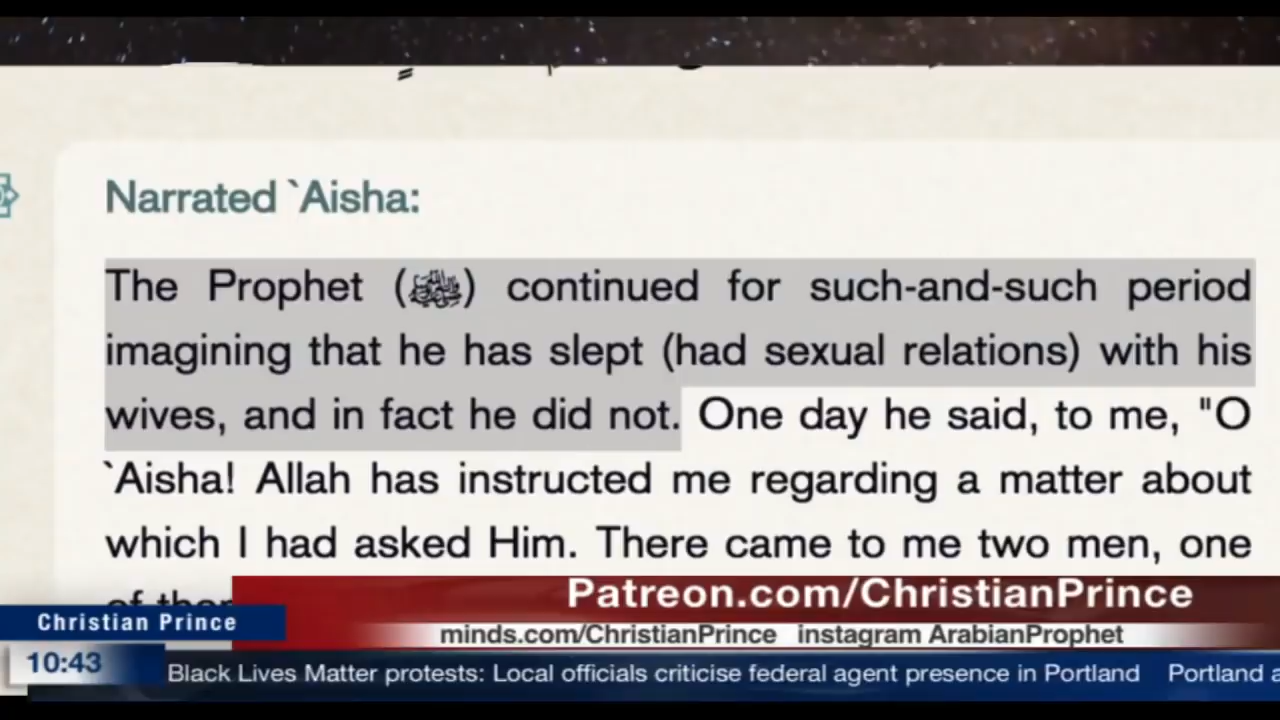 Narrated `Aisha:
The Prophet (ﷺ) continued for such-and-such period
imagining that he has slept (had sexual relations) with his
wives, and in fact he did not. One day he said, to me, "O
`Aisha! Allah has instructed me regarding a matter about
which I had asked Him. There came to me two men, one
Patreon.com/ChristianPrince
Christian Prince
minds.com/ChristianPrince instagram ArabianProphet
10:43
Black Lives Matter protests: Local officials criticise federal agent presence in Portland Portland a